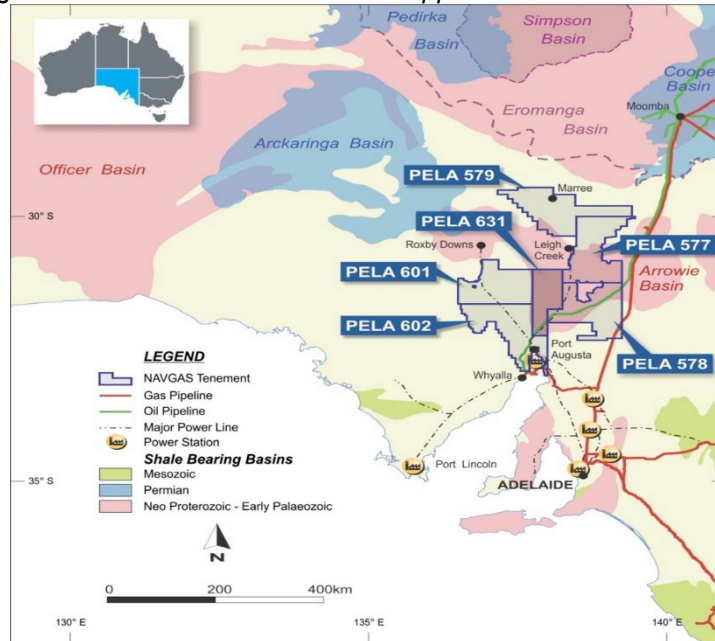 Pedirka
Basin
Simpson
Basin
Cooper
Basin
Moomba
Eromanga
Basin
Arckaringa Basin
Officer Basin
PELA 579
Marree
30° S
PELA 631
Roxby Downs
Leigh
Creek
PELA 577
PELA 601
Arrowie
Basin
PELA 602
Port
Augusta
PELA 578
Whyalla
LEGEND
NAVGAS Tenement
Gas Pipeline
Oil Pipeline
Major Power Line
Power Station
Shale Bearing Basins
Mesozoic
Permian
Neo Proterozoic - Early Palaeozoic
Port Lincoln
ADELAIDE
35° S
N
0 200 400km
130° E 135° E 140° E